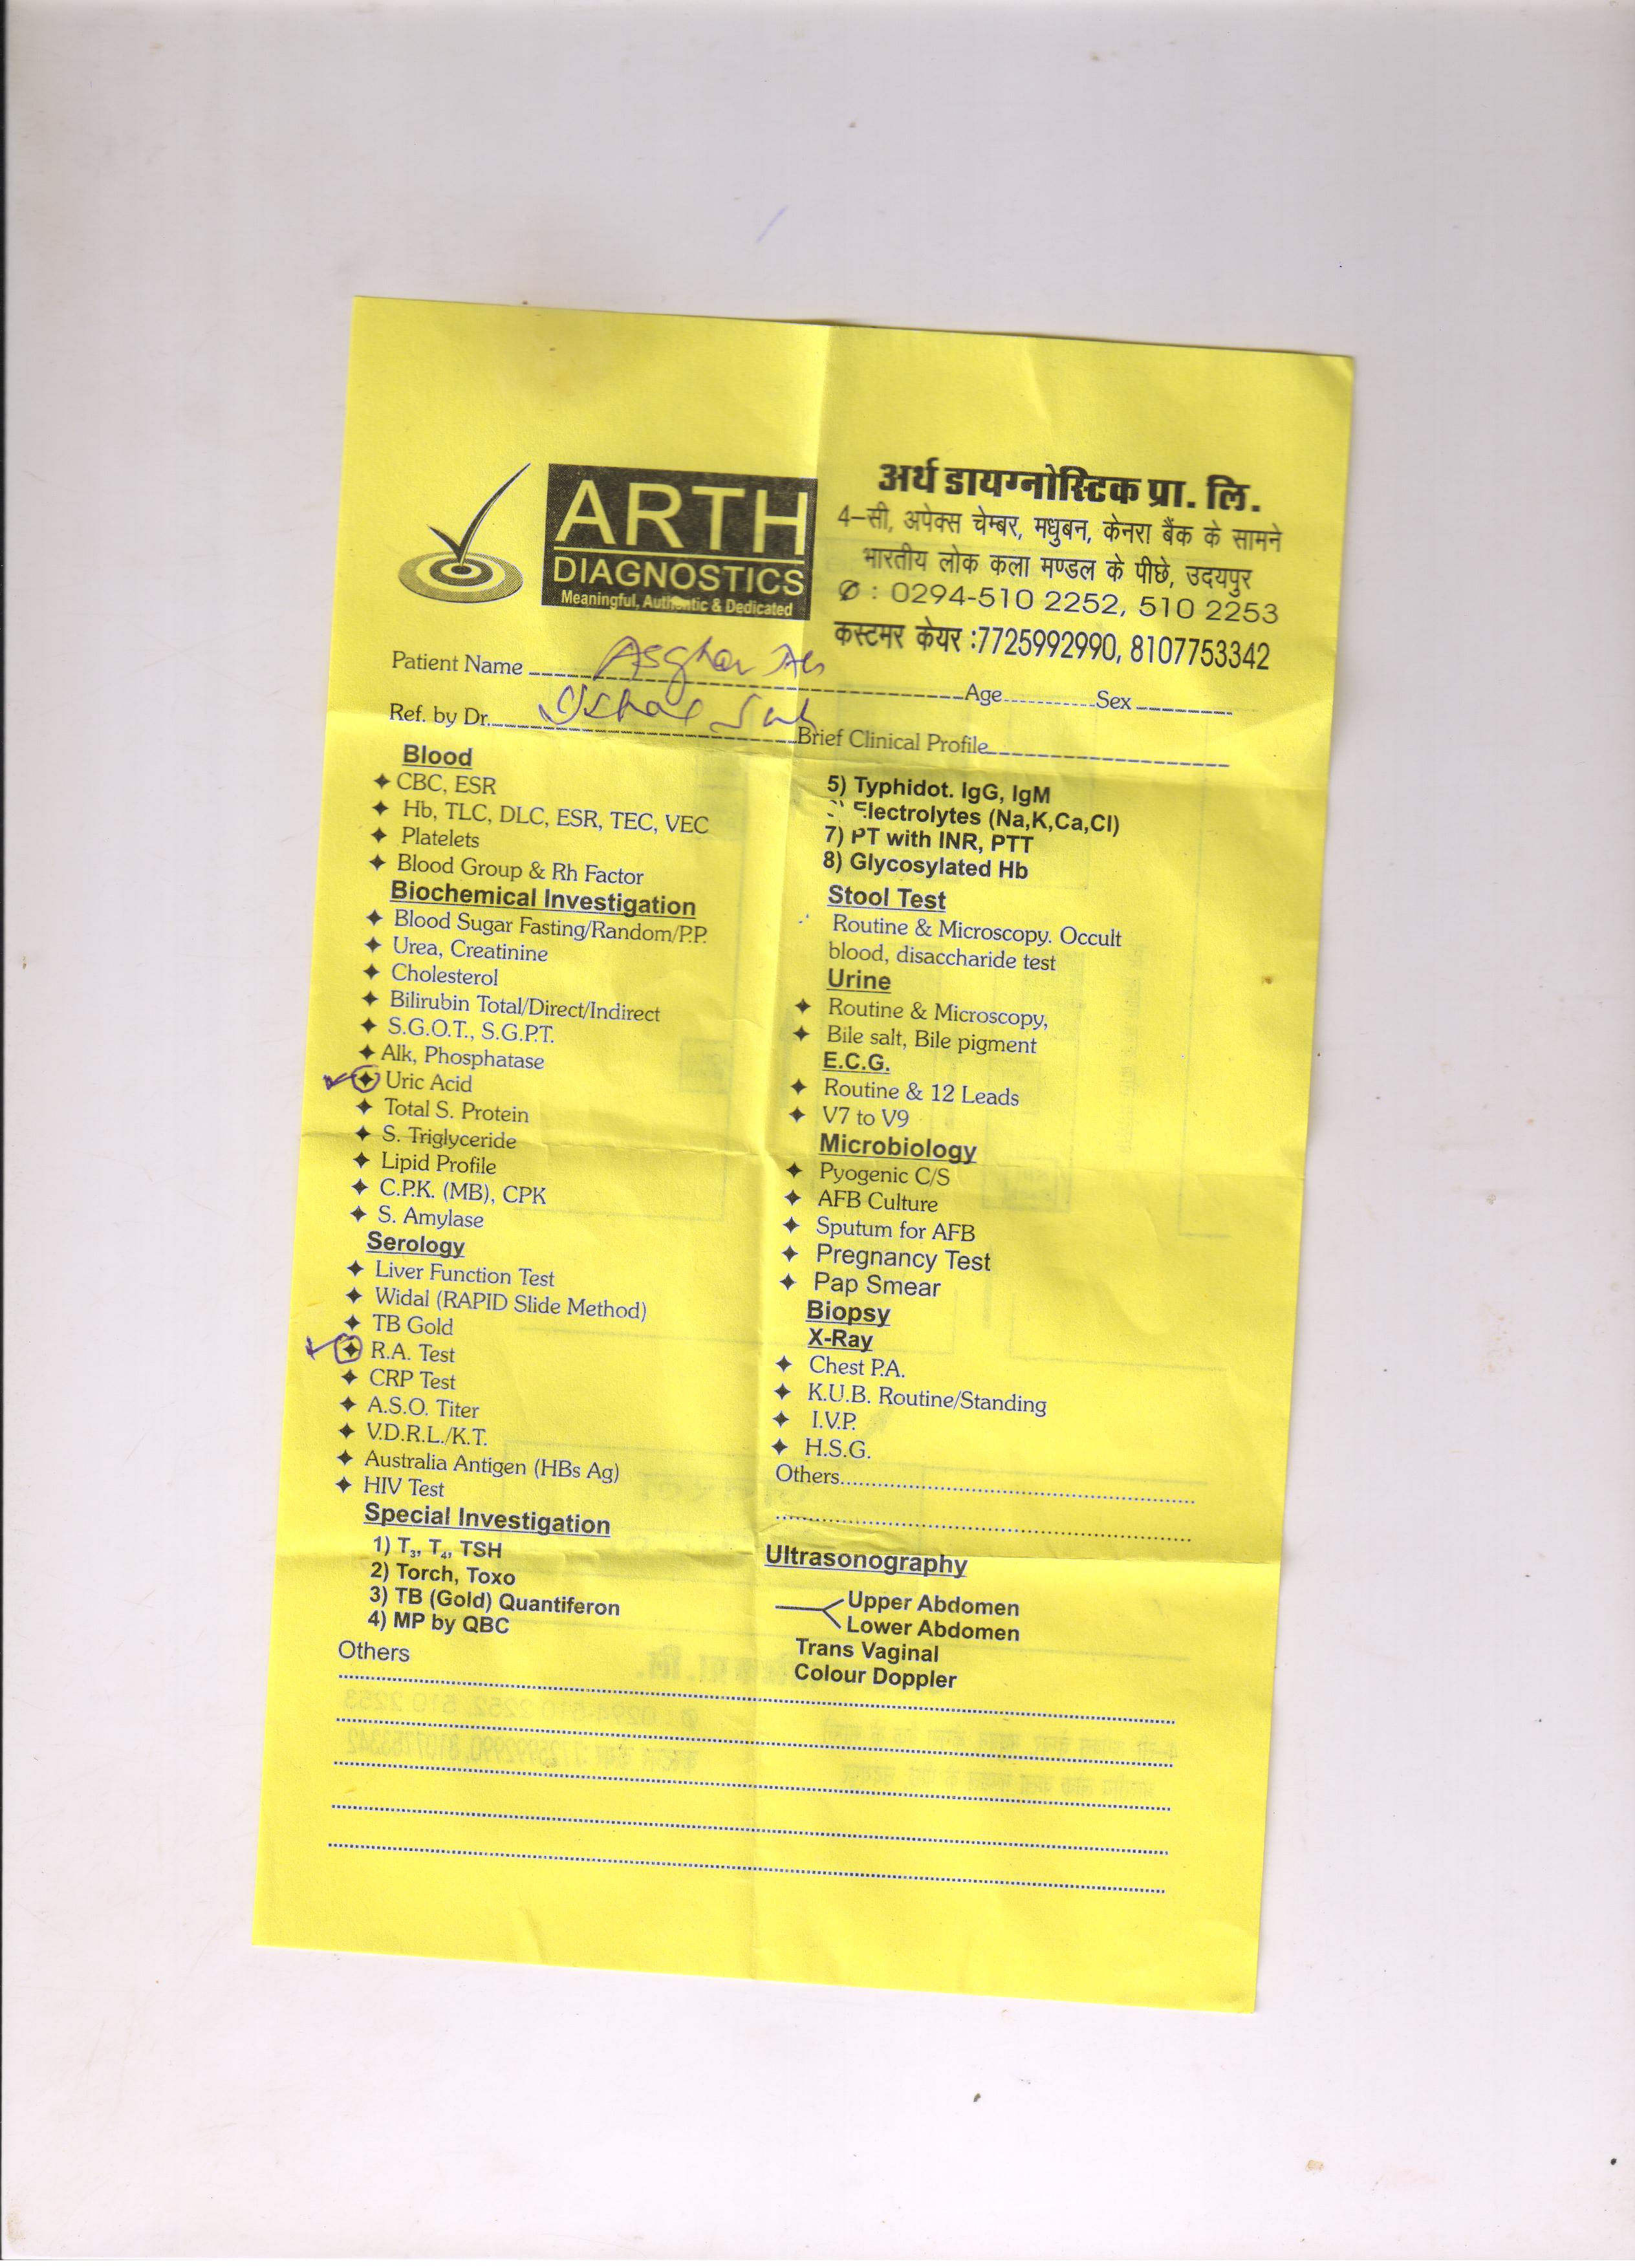 ARTH
DIAGNOSTICS
Meaningful, Authentic & Dedicated
अर्थ डायग्नोस्टिक प्रा. लि.
4–सी, अपेक्स चेम्बर, मधुबन, केनरा बैंक के सामने
भारतीय लोक कला मण्डल के पीछे, उदयपुर
✆ : 0294-510 2252, 510 2253
कस्टमर केयर :7725992990, 8107753342
Patient Name Asghar Ali Age Sex
Ref. by Dr. Brief Clinical Profile
Blood
CBC, ESR
Hb, TLC, DLC, ESR, TEC, VEC
Platelets
Blood Group & Rh Factor
Biochemical Investigation
Blood Sugar Fasting/Random/P.P.
Urea, Creatinine
Cholesterol
Bilirubin Total/Direct/Indirect
S.G.O.T., S.G.P.T.
Alk, Phosphatase
Uric Acid
Total S. Protein
S. Triglyceride
Lipid Profile
C.P.K. (MB), CPK
S. Amylase
Serology
Liver Function Test
Widal (RAPID Slide Method)
TB Gold
R.A. Test
CRP Test
A.S.O. Titer
V.D.R.L./K.T.
Australia Antigen (HBs Ag)
HIV Test
Special Investigation
1) T₃, T₄, TSH
2) Torch, Toxo
3) TB (Gold) Quantiferon
4) MP by QBC
Others
5) Typhidot. IgG, IgM
Electrolytes (Na,K,Ca,Cl)
7) PT with INR, PTT
8) Glycosylated Hb
Stool Test
Routine & Microscopy. Occult
blood, disaccharide test
Urine
Routine & Microscopy,
Bile salt, Bile pigment
E.C.G.
Routine & 12 Leads
V7 to V9
Microbiology
Pyogenic C/S
AFB Culture
Sputum for AFB
Pregnancy Test
Pap Smear
Biopsy
X-Ray
Chest P.A.
K.U.B. Routine/Standing
I.V.P.
H.S.G.
Others
Ultrasonography
Upper Abdomen
Lower Abdomen
Trans Vaginal
Colour Doppler